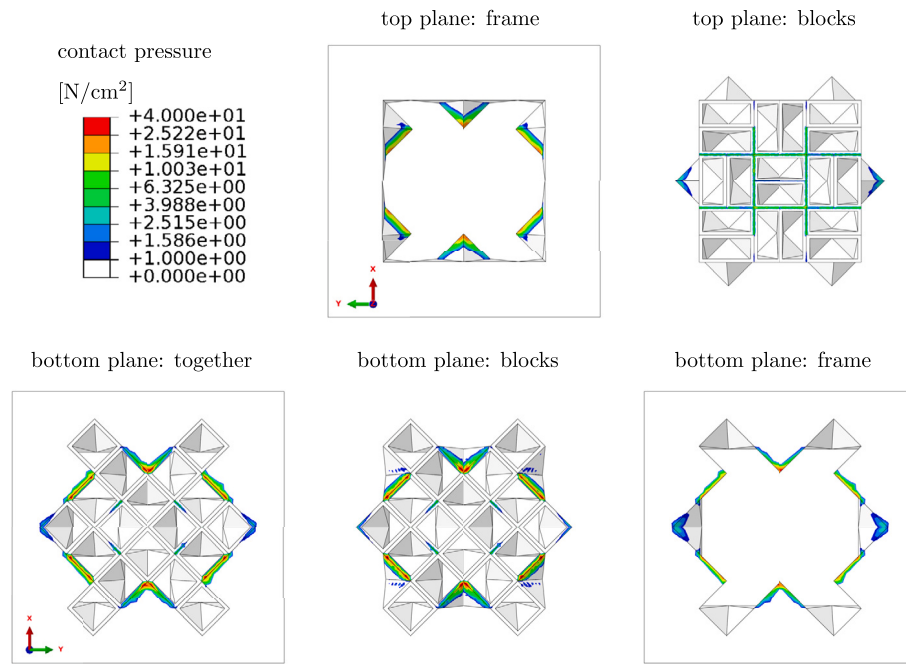 top plane: frame
top plane: blocks
contact pressure
[N/cm²]
+4.000e+01
+2.522e+01
+1.591e+01
+1.003e+01
+6.325e+00
+3.988e+00
+2.515e+00
+1.586e+00
+1.000e+00
+0.000e+00
X
Y
bottom plane: together
bottom plane: blocks
bottom plane: frame
X
Y